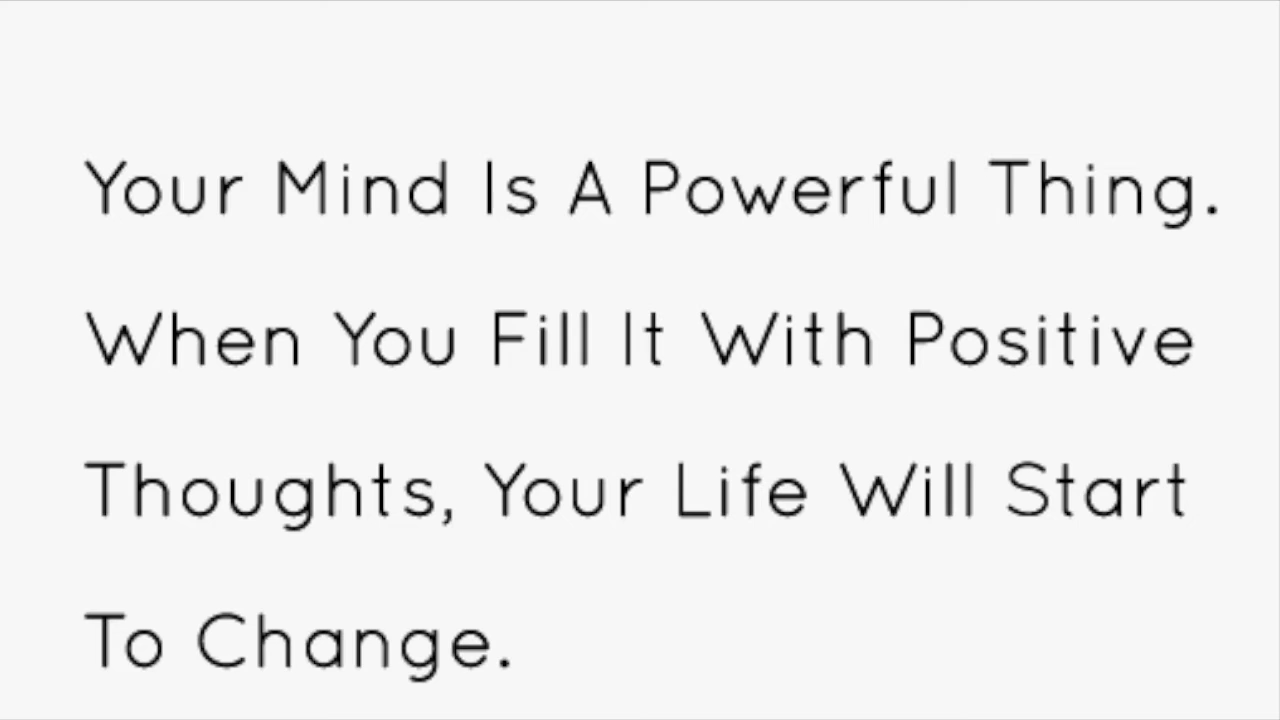 Your Mind Is A Powerful Thing.
When You Fill It With Positive
Thoughts, Your Life Will Start
To Change.